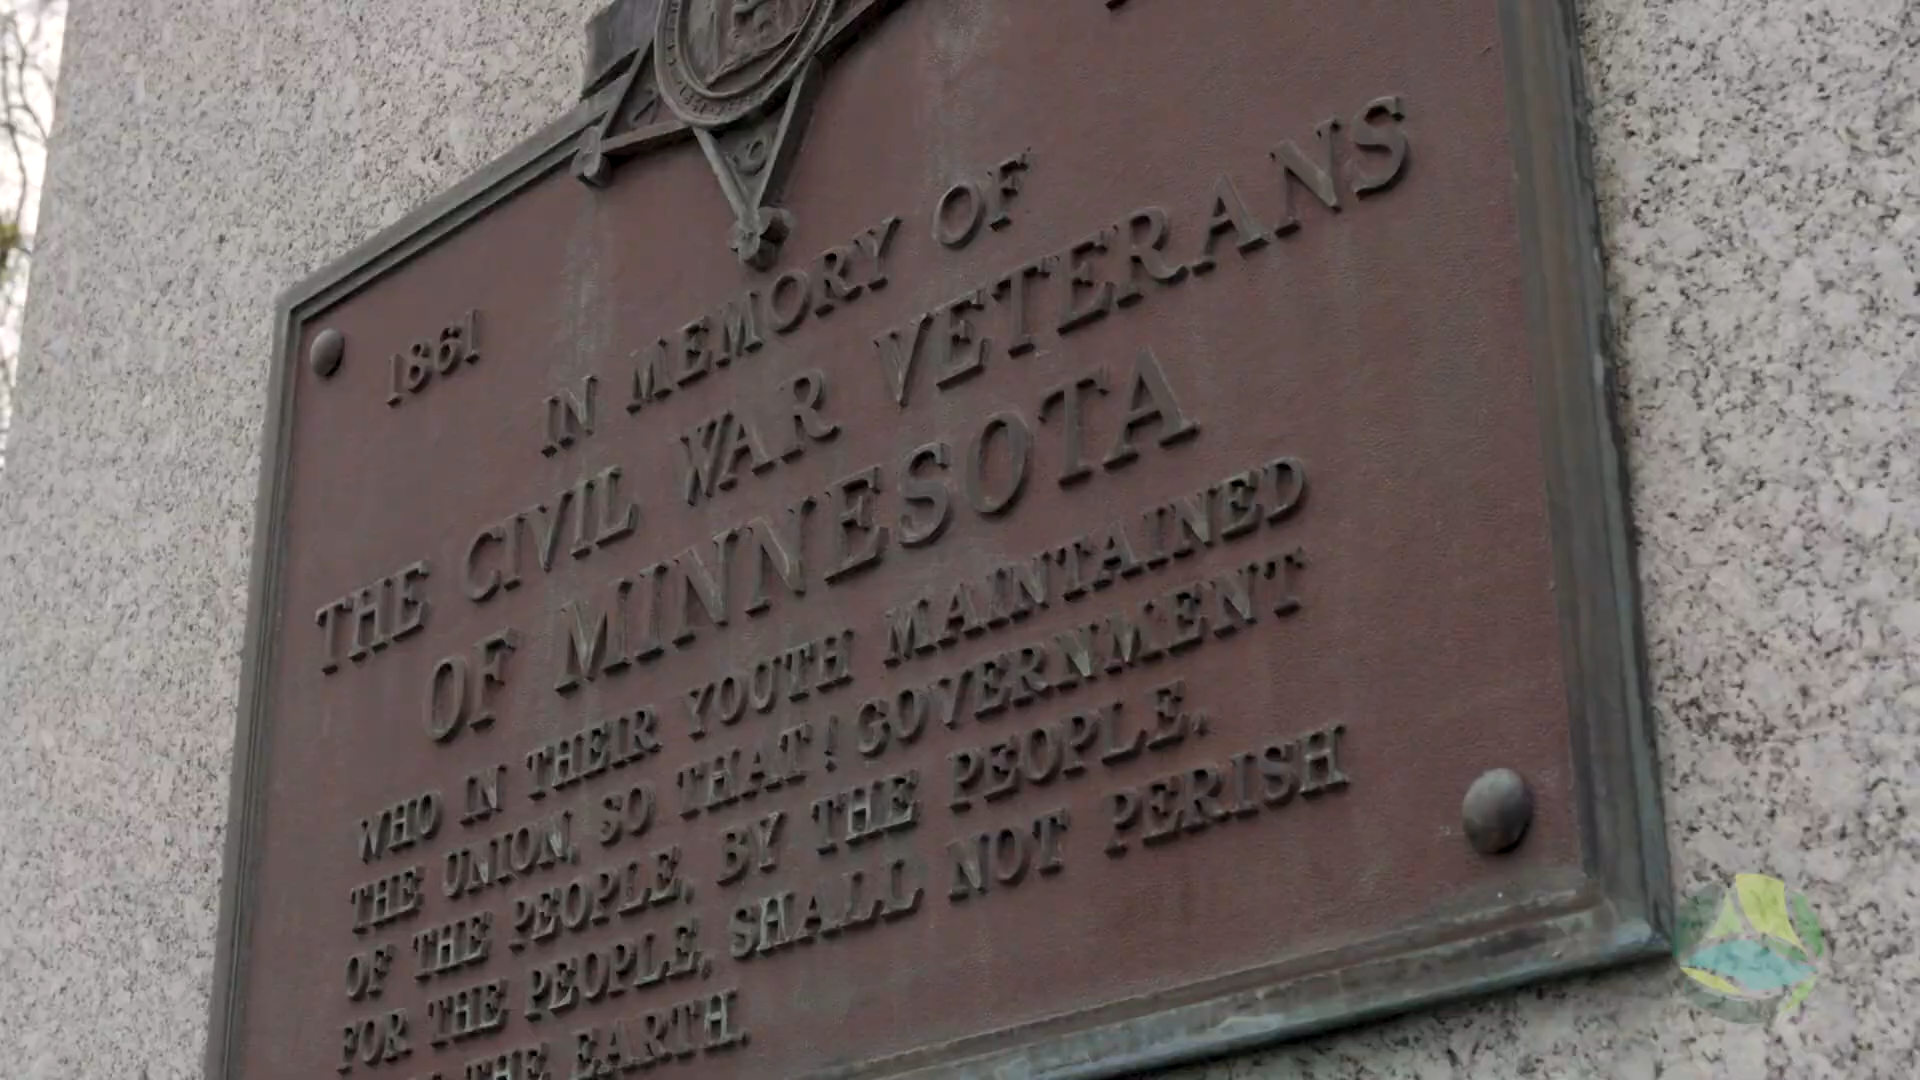 1861
IN MEMORY OF
THE CIVIL WAR VETERANS
OF MINNESOTA
WHO IN THEIR YOUTH MAINTAINED
THE UNION, SO THAT! GOVERNMENT
OF THE PEOPLE, BY THE PEOPLE,
FOR THE PEOPLE, SHALL NOT PERISH
THE EARTH.